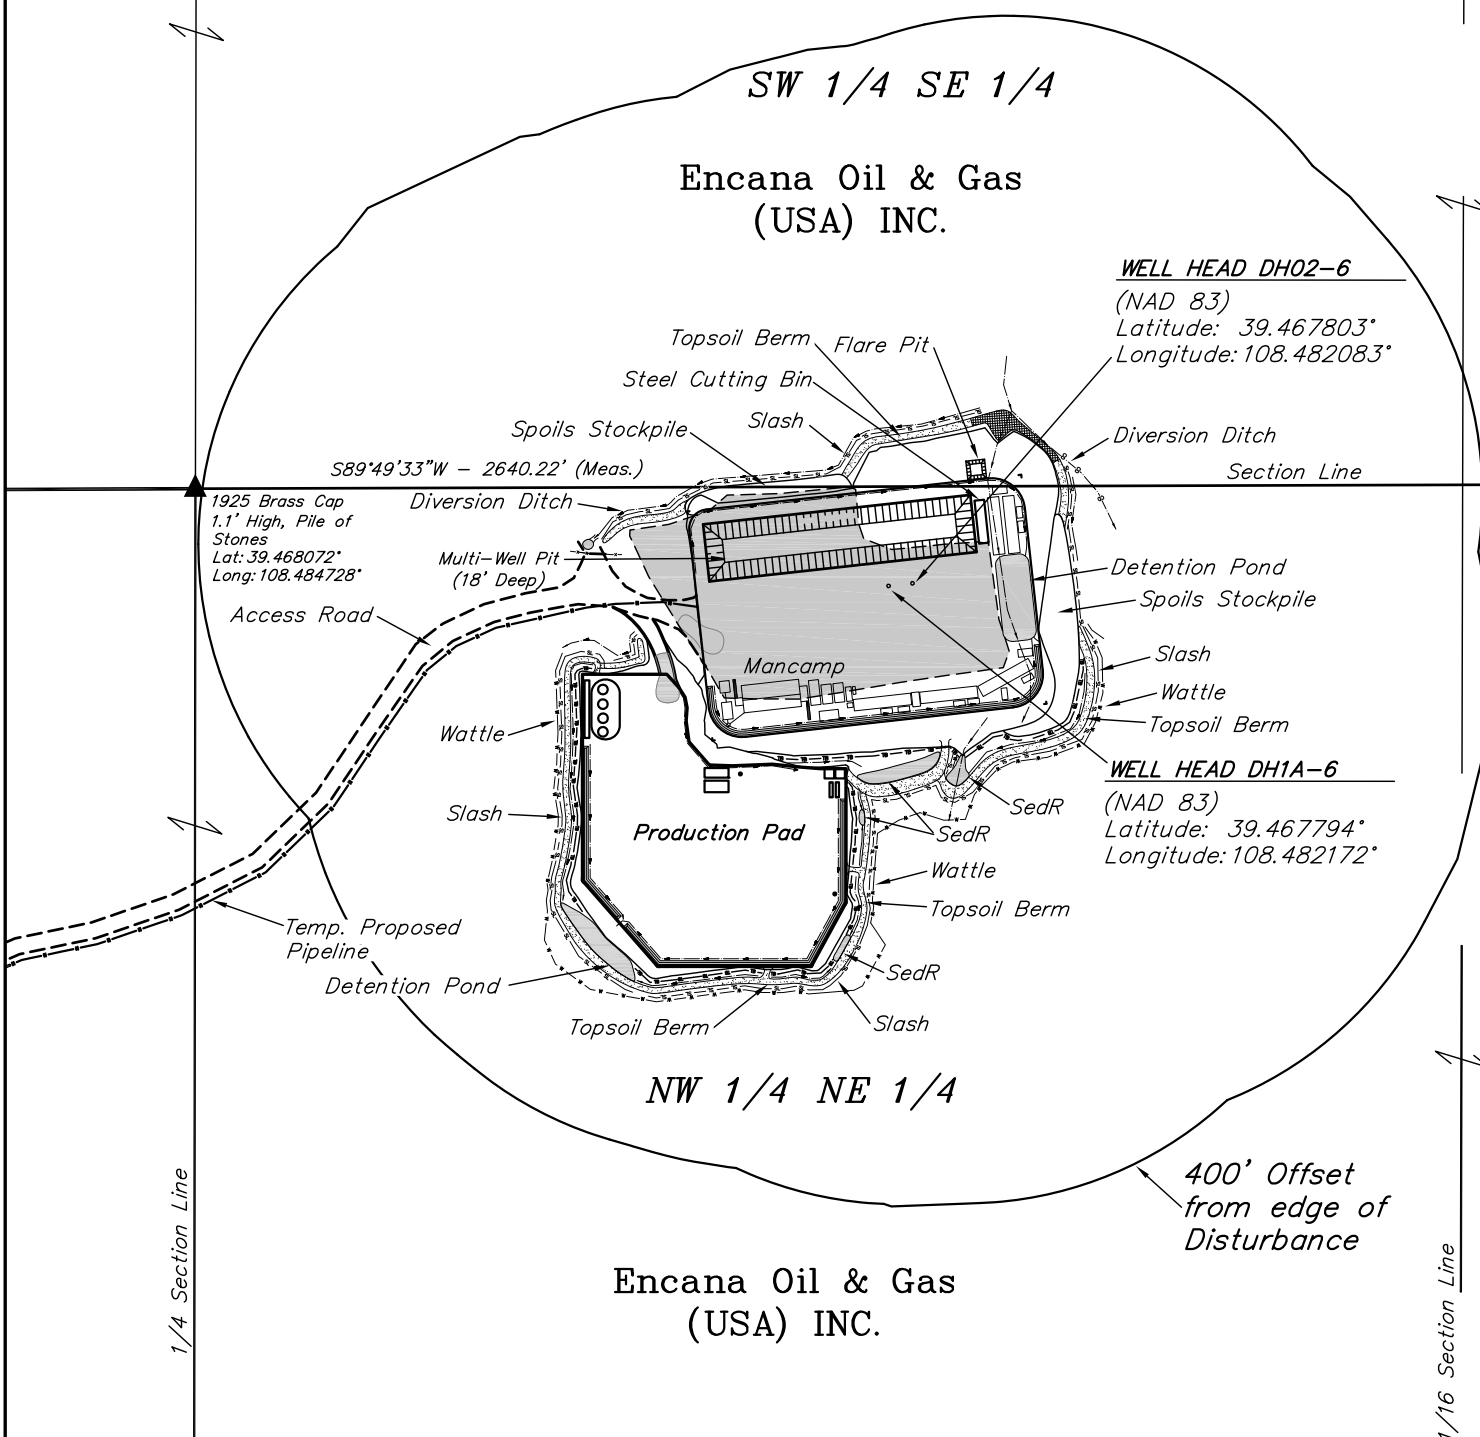 SW 1/4 SE 1/4
Encana Oil & Gas
(USA) INC.
WELL HEAD DH02-6
(NAD 83)
Latitude: 39.467803°
Longitude: 108.482083°
Topsoil Berm
Flare Pit
Steel Cutting Bin
Slash
Spoils Stockpile
Diversion Ditch
S89°49'33"W - 2640.22' (Meas.)
Section Line
1925 Brass Cap
1.1' High, Pile of
Stones
Lat: 39.468072°
Long: 108.484728°
Diversion Ditch
Multi-Well Pit
(18' Deep)
Detention Pond
Spoils Stockpile
Access Road
Slash
Mancamp
Wattle
Topsoil Berm
Wattle
WELL HEAD DH1A-6
(NAD 83)
Latitude: 39.467794°
Longitude: 108.482172°
SedR
Slash
Production Pad
SedR
Wattle
Topsoil Berm
Temp. Proposed
Pipeline
SedR
Detention Pond
Slash
Topsoil Berm
NW 1/4 NE 1/4
400' Offset
from edge of
Disturbance
1/4 Section Line
Encana Oil & Gas
(USA) INC.
1/16 Section Line